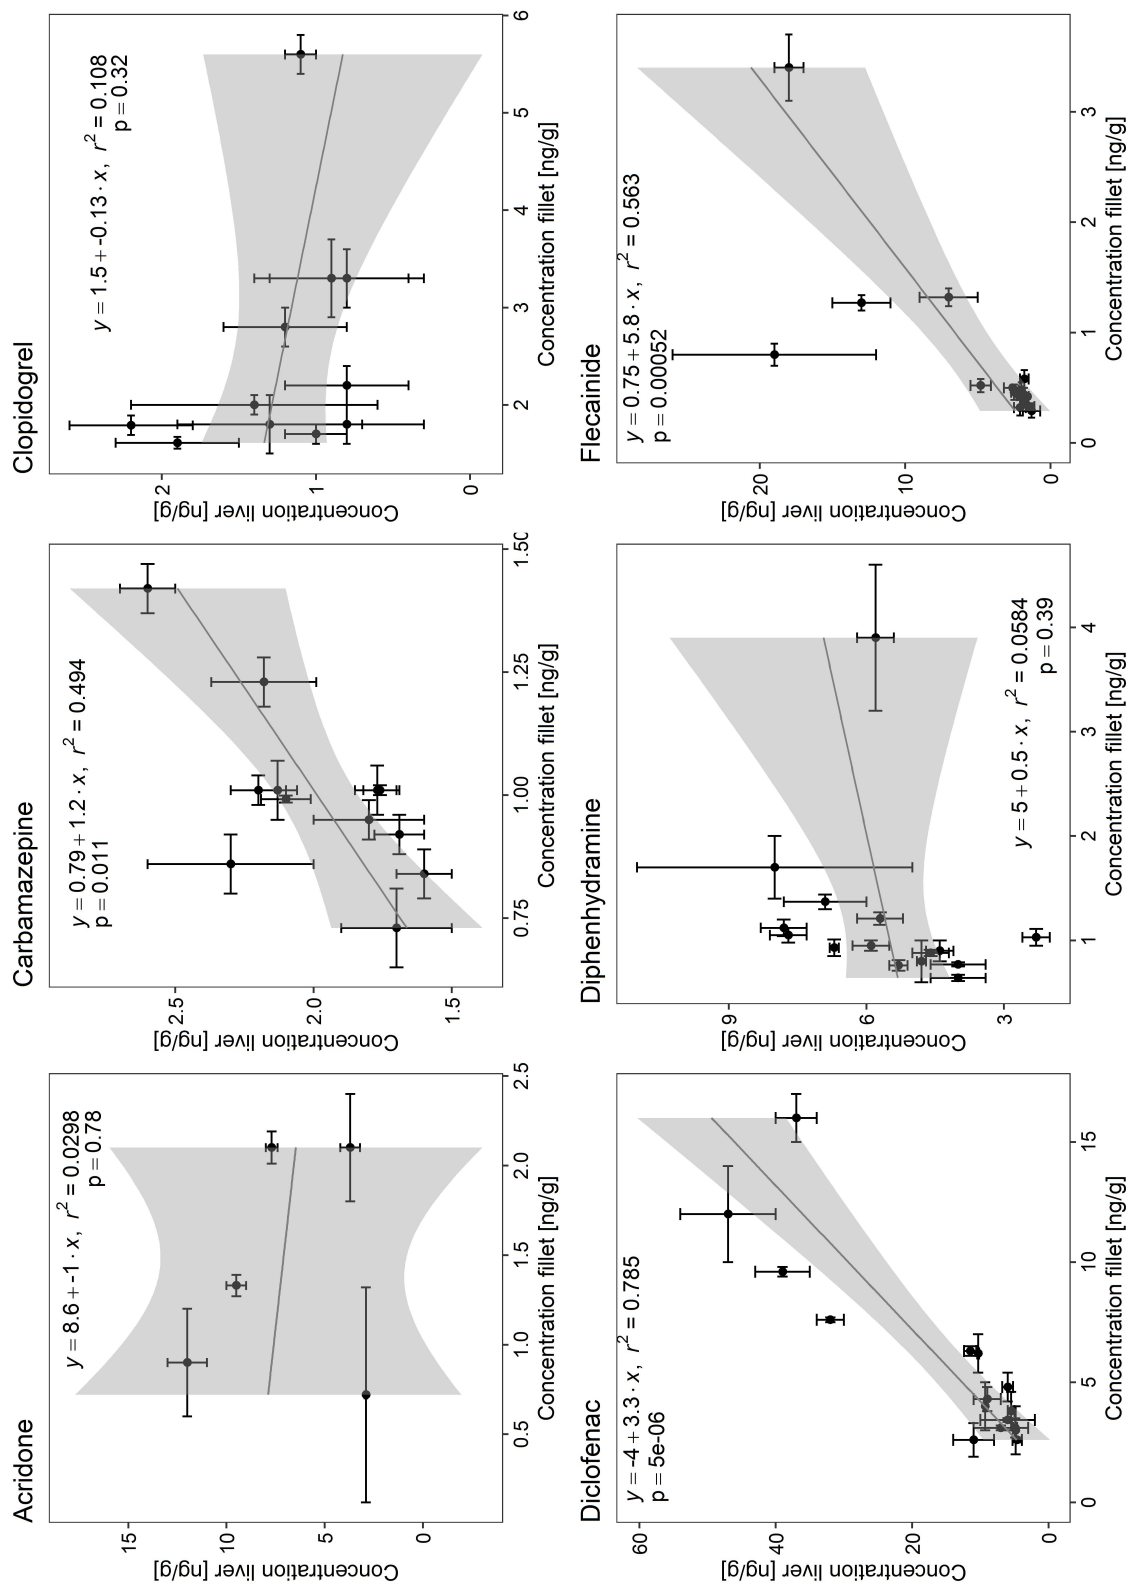 Acridone
y = 8.6 + -1 · x, r² = 0.0298
p = 0.78
15
10
5
0
Concentration liver [ng/g]
0.5
1.0
1.5
2.0
2.5
Concentration fillet [ng/g]
Carbamazepine
y = 0.79 + 1.2 · x, r² = 0.494
p = 0.011
2.5
2.0
1.5
Concentration liver [ng/g]
0.75
1.00
1.25
1.50
Concentration fillet [ng/g]
Clopidogrel
y = 1.5 + -0.13 · x, r² = 0.108
p = 0.32
2
1
0
Concentration liver [ng/g]
2
3
4
5
6
Concentration fillet [ng/g]
Diclofenac
y = -4 + 3.3 · x, r² = 0.785
p = 5e-06
60
40
20
0
Concentration liver [ng/g]
0
5
10
15
Concentration fillet [ng/g]
Diphenhydramine
y = 5 + 0.5 · x, r² = 0.0584
p = 0.39
9
6
3
Concentration liver [ng/g]
1
2
3
4
Concentration fillet [ng/g]
Flecainide
y = 0.75 + 5.8 · x, r² = 0.563
p = 0.00052
20
10
0
Concentration liver [ng/g]
0
1
2
3
Concentration fillet [ng/g]